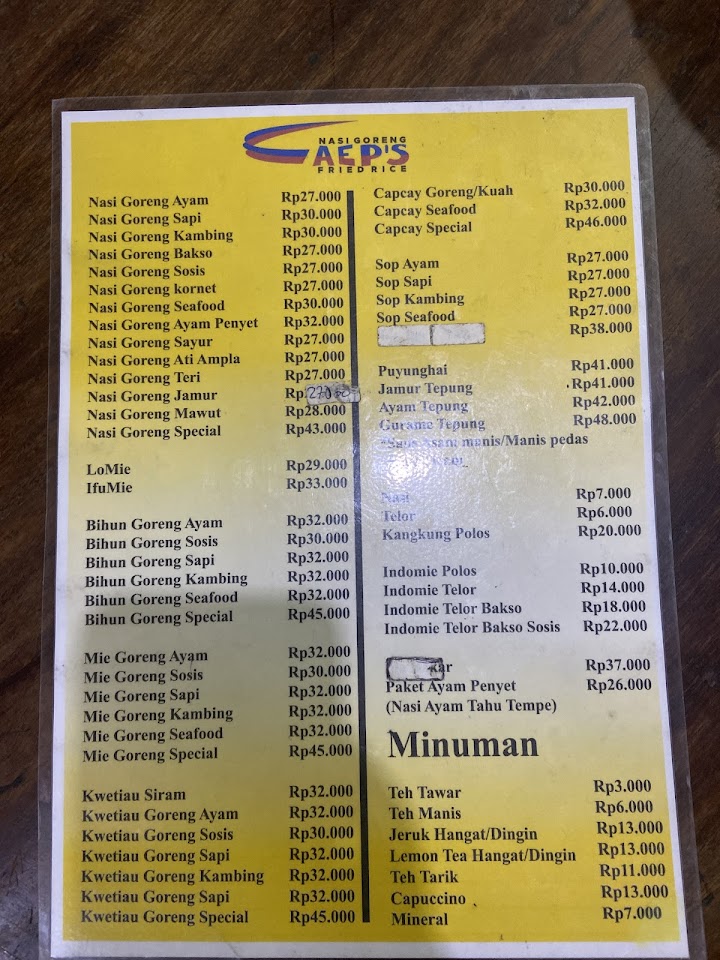 NASI GORENG
CAEP'S
FRIED RICE
Nasi Goreng Ayam Rp27.000
Nasi Goreng Sapi Rp30.000
Nasi Goreng Kambing Rp30.000
Nasi Goreng Bakso Rp27.000
Nasi Goreng Sosis Rp27.000
Nasi Goreng kornet Rp27.000
Nasi Goreng Seafood Rp30.000
Nasi Goreng Ayam Penyet Rp32.000
Nasi Goreng Sayur Rp27.000
Nasi Goreng Ati Ampla Rp27.000
Nasi Goreng Teri Rp27.000
Nasi Goreng Jamur Rp.
Nasi Goreng Mawut Rp28.000
Nasi Goreng Special Rp43.000
LoMie Rp29.000
IfuMie Rp33.000
Bihun Goreng Ayam Rp32.000
Bihun Goreng Sosis Rp30.000
Bihun Goreng Sapi Rp32.000
Bihun Goreng Kambing Rp32.000
Bihun Goreng Seafood Rp32.000
Bihun Goreng Special Rp45.000
Mie Goreng Ayam Rp32.000
Mie Goreng Sosis Rp30.000
Mie Goreng Sapi Rp32.000
Mie Goreng Kambing Rp32.000
Mie Goreng Seafood Rp32.000
Mie Goreng Special Rp45.000
Kwetiau Siram Rp32.000
Kwetiau Goreng Ayam Rp32.000
Kwetiau Goreng Sosis Rp30.000
Kwetiau Goreng Sapi Rp32.000
Kwetiau Goreng Kambing Rp32.000
Kwetiau Goreng Sapi Rp32.000
Kwetiau Goreng Special Rp45.000
Capcay Goreng/Kuah Rp30.000
Capcay Seafood Rp32.000
Capcay Special Rp46.000
Sop Ayam Rp27.000
Sop Sapi Rp27.000
Sop Kambing Rp27.000
Sop Seafood Rp27.000
Rp38.000
Puyunghai Rp41.000
Jamur Tepung Rp41.000
Ayam Tepung Rp42.000
Gurame Tepung Rp48.000
*Saus Asam manis/Manis pedas
Nasi Rp7.000
Telor Rp6.000
Kangkung Polos Rp20.000
Indomie Polos Rp10.000
Indomie Telor Rp14.000
Indomie Telor Bakso Rp18.000
Indomie Telor Bakso Sosis Rp22.000
Rp37.000
Paket Ayam Penyet Rp26.000
(Nasi Ayam Tahu Tempe)
Minuman
Teh Tawar Rp3.000
Teh Manis Rp6.000
Jeruk Hangat/Dingin Rp13.000
Lemon Tea Hangat/Dingin Rp13.000
Teh Tarik Rp11.000
Capuccino Rp13.000
Mineral Rp7.000